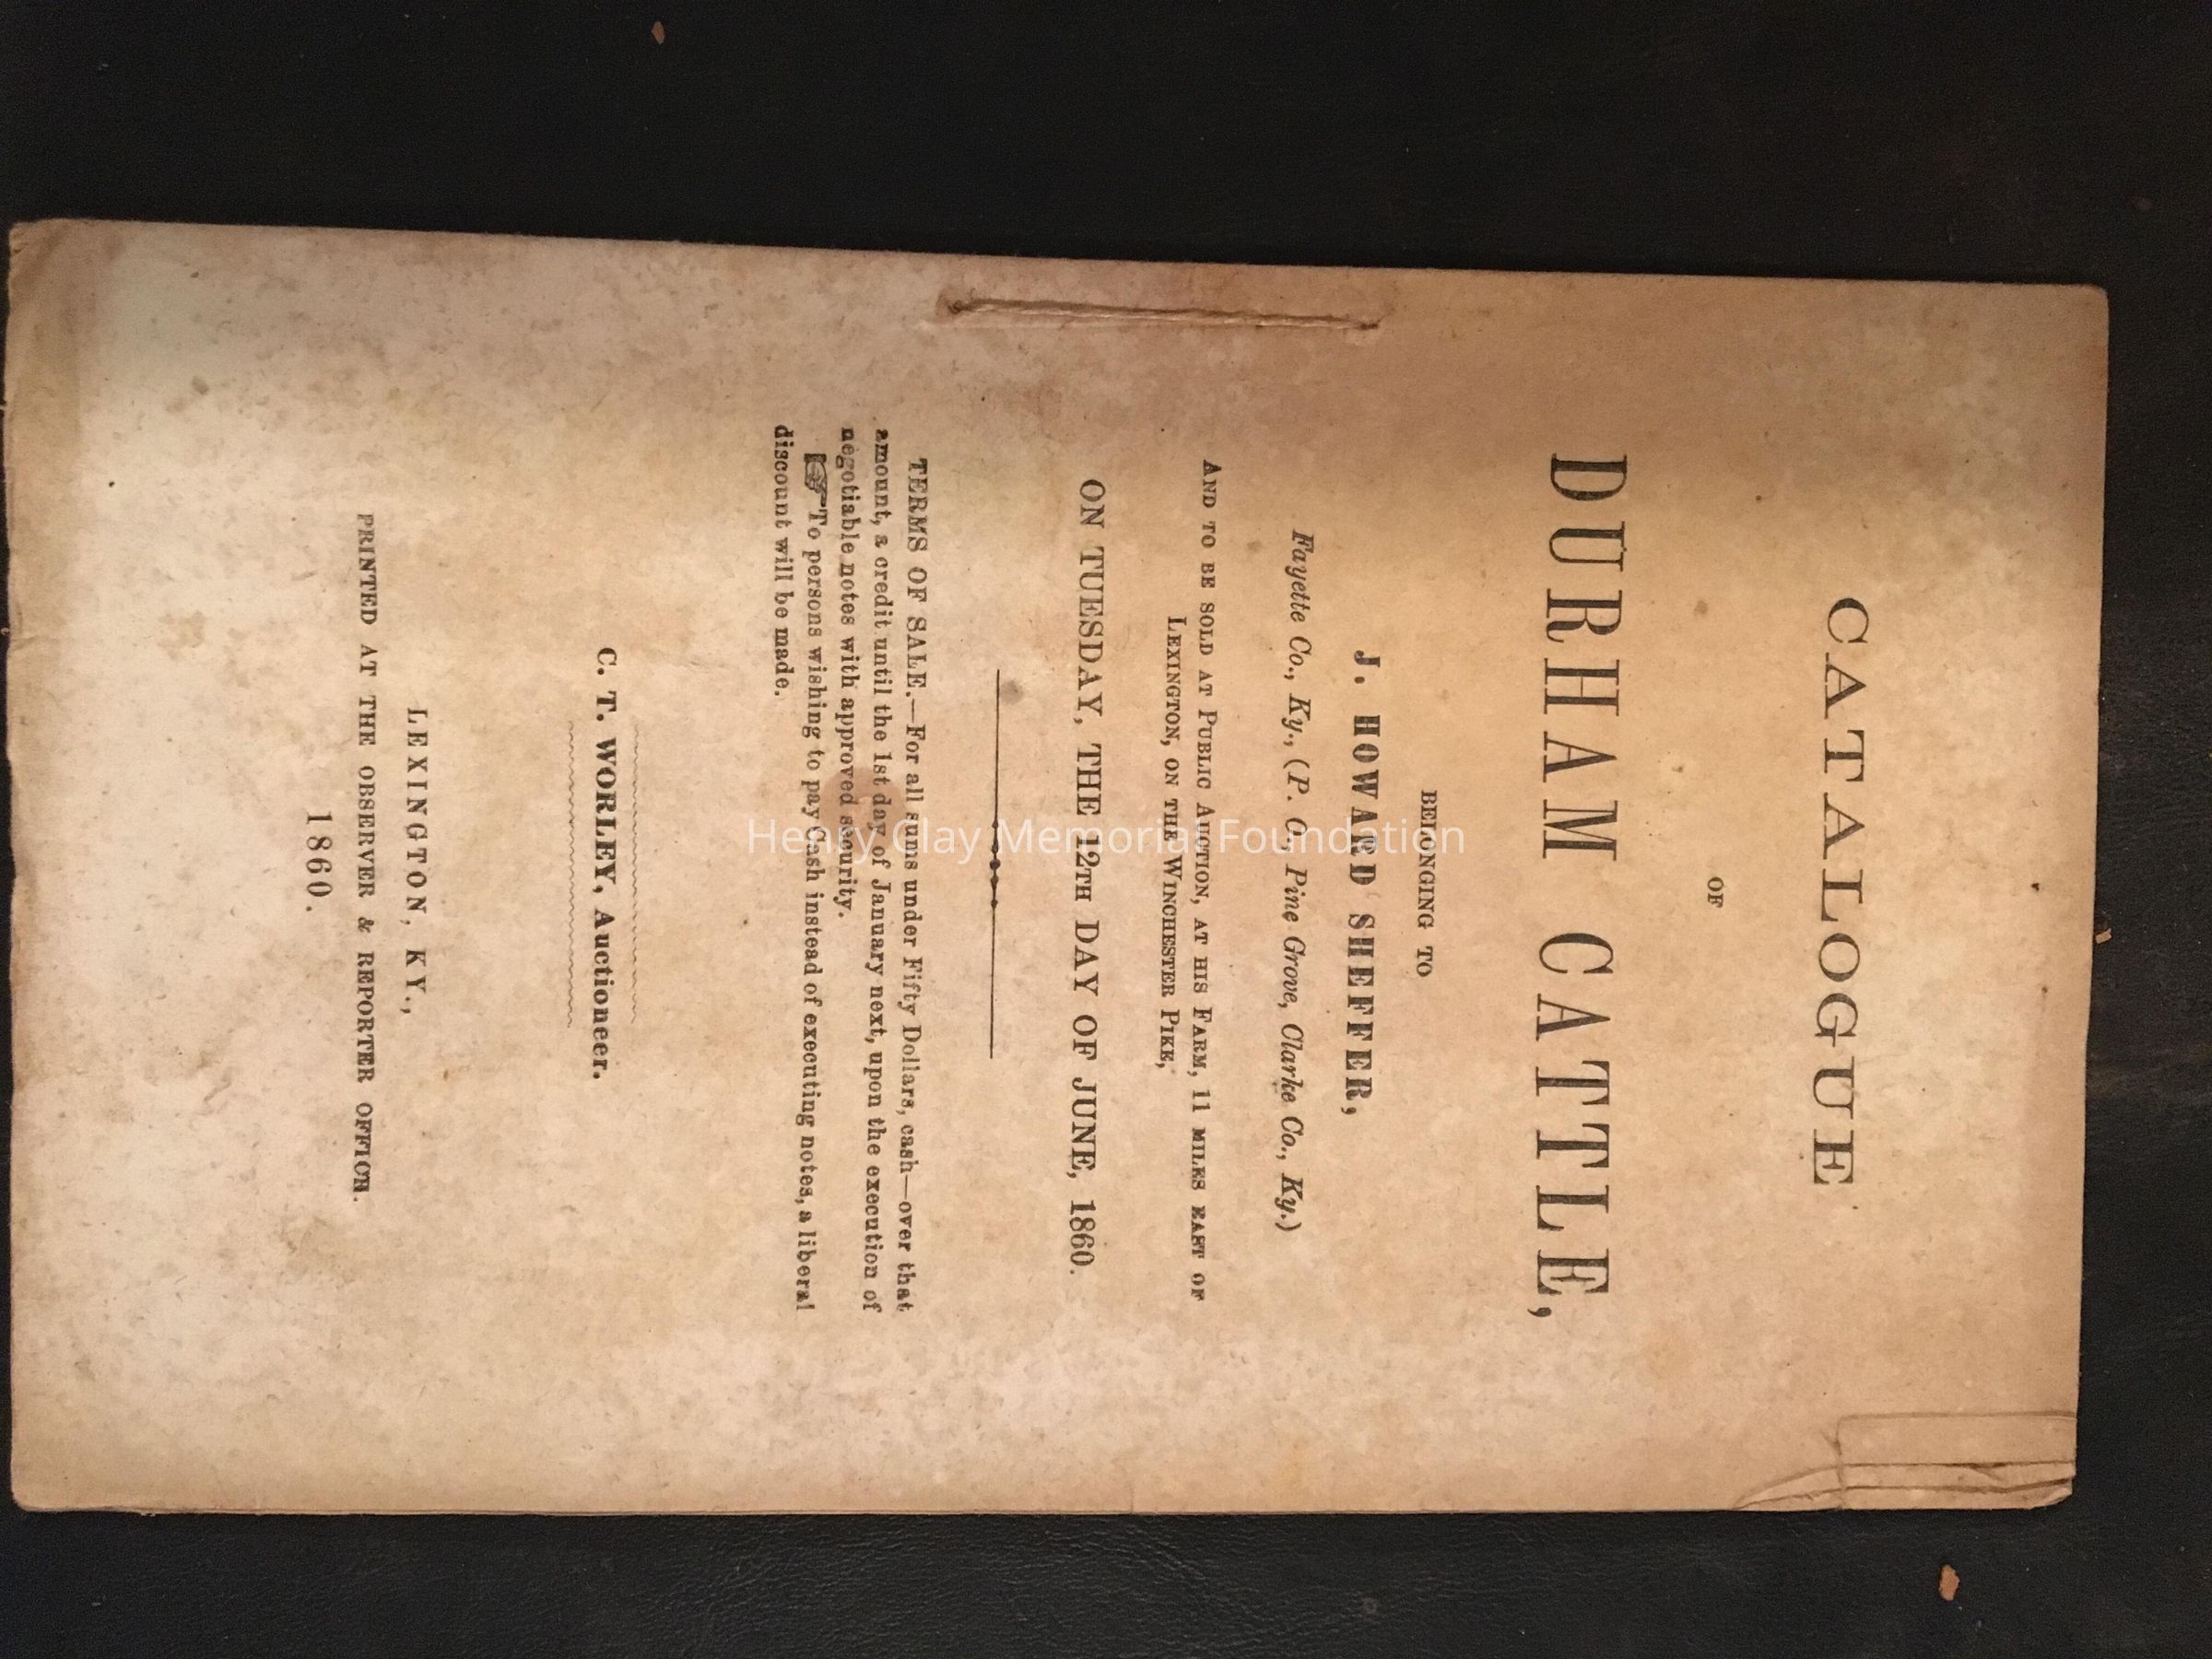 CATALOGUE
OF
DURHAM CATTLE,
BELONGING TO
J. HOWARD SHEFFER,
Fayette Co., Ky., (P. O., Pine Grove, Clarke Co., Ky.)
AND TO BE SOLD AT PUBLIC AUCTION, AT HIS FARM, 11 MILES EAST OF
LEXINGTON, ON THE WINCHESTER PIKE,
ON TUESDAY, THE 12TH DAY OF JUNE, 1860.
TERMS OF SALE.—For all sums under Fifty Dollars, cash—over that
amount, a credit until the 1st day of January next, upon the execution of
negotiable notes with approved security.
☞To persons wishing to pay Cash instead of executing notes, a liberal
discount will be made.
C. T. WORLEY, Auctioneer.
LEXINGTON, KY.,
PRINTED AT THE OBSERVER & REPORTER OFFICE.
1860.
Henry Clay Memorial Foundation